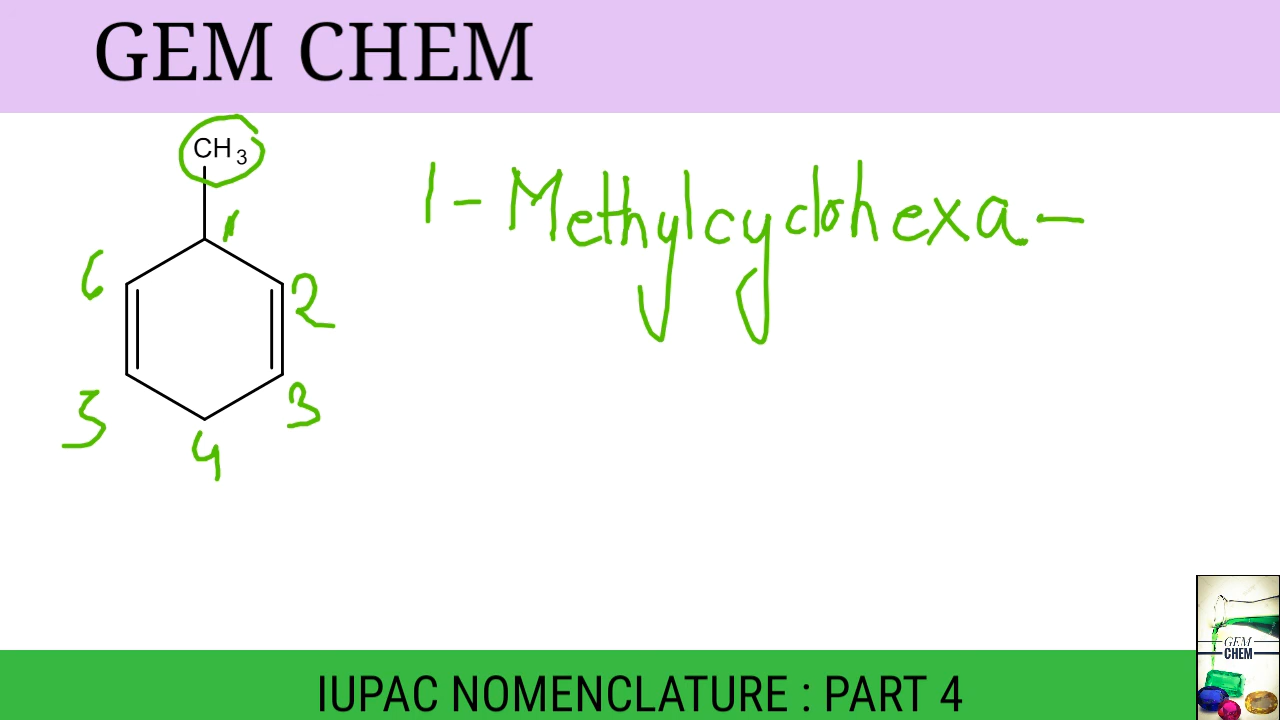 GEM CHEM
CH3
1
6
2
5
3
4
1-Methylcyclohexa-
GEM
CHEM
IUPAC NOMENCLATURE : PART 4